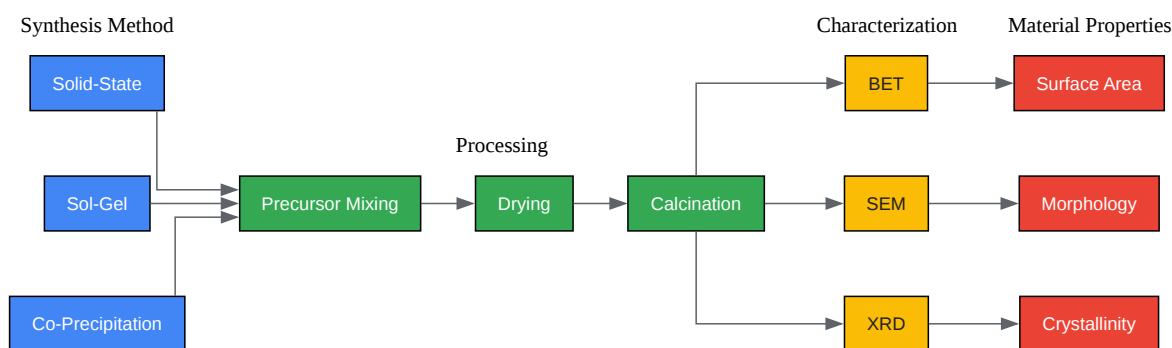 Synthesis Method
Characterization
Material Properties
Solid-State
BET
Surface Area
Processing
Sol-Gel
Precursor Mixing
Drying
Calcination
SEM
Morphology
Co-Precipitation
XRD
Crystallinity